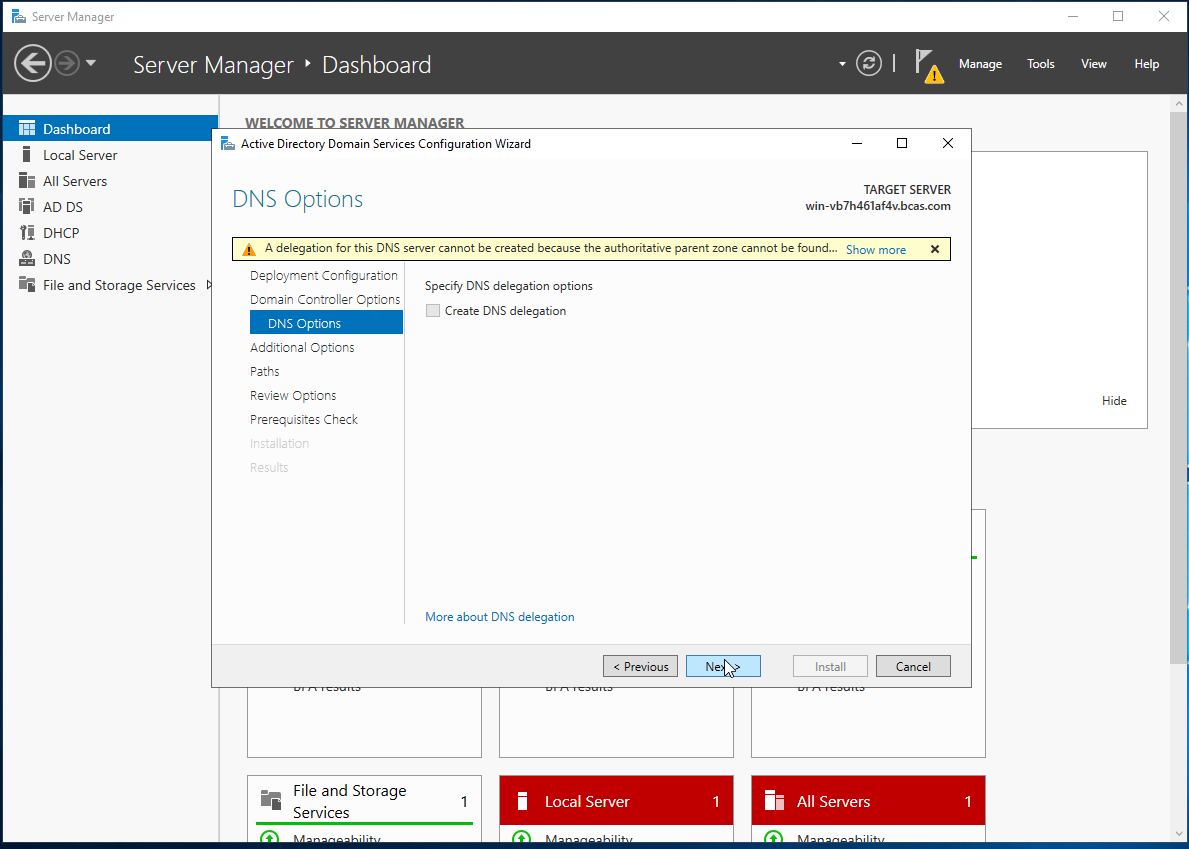 Server Manager
Server Manager ‣ Dashboard
Manage Tools View Help
Dashboard
Local Server
All Servers
AD DS
DHCP
DNS
File and Storage Services
WELCOME TO SERVER MANAGER
Active Directory Domain Services Configuration Wizard
DNS Options
TARGET SERVER
win-vb7h461af4v.bcas.com
A delegation for this DNS server cannot be created because the authoritative parent zone cannot be found... Show more
Deployment Configuration
Domain Controller Options
DNS Options
Additional Options
Paths
Review Options
Prerequisites Check
Installation
Results
Specify DNS delegation options
Create DNS delegation
More about DNS delegation
< Previous Next > Install Cancel
Hide
BPA results BPA results BPA results
File and Storage
Services 1
Manageability
Local Server 1
Manageability
All Servers 1
Manageability